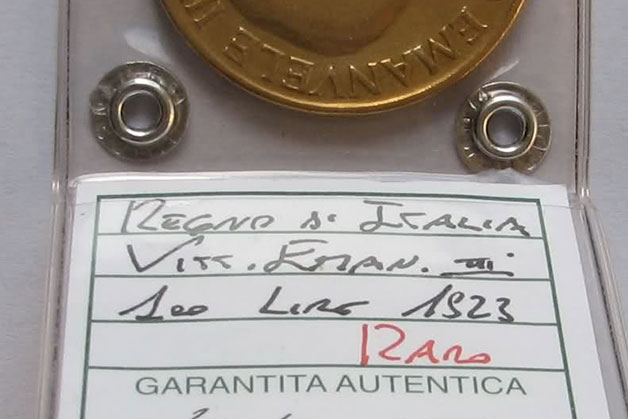 EMANVELE III
REGNO di ITALIA
VITT. EMAN. III
100 LIRE 1923
RARO
GARANTITA AUTENTICA